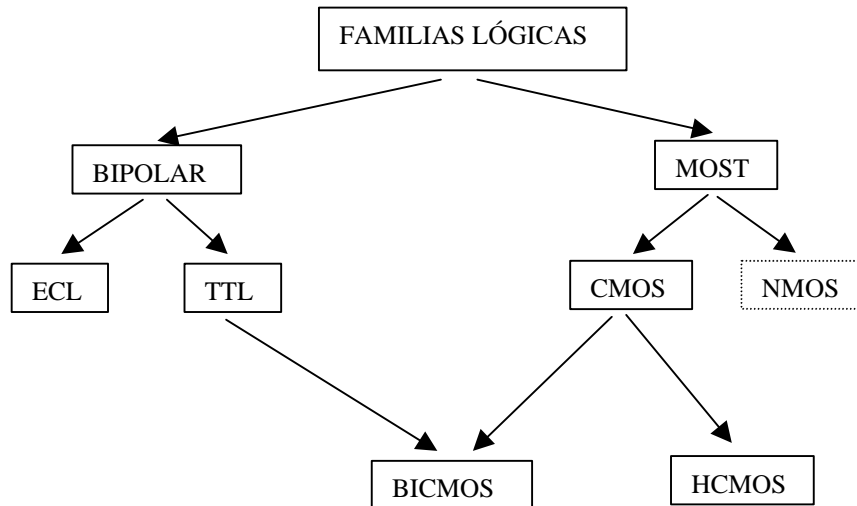 FAMILIAS LÓGICAS
BIPOLAR
MOST
ECL
TTL
CMOS
NMOS
BICMOS
HCMOS